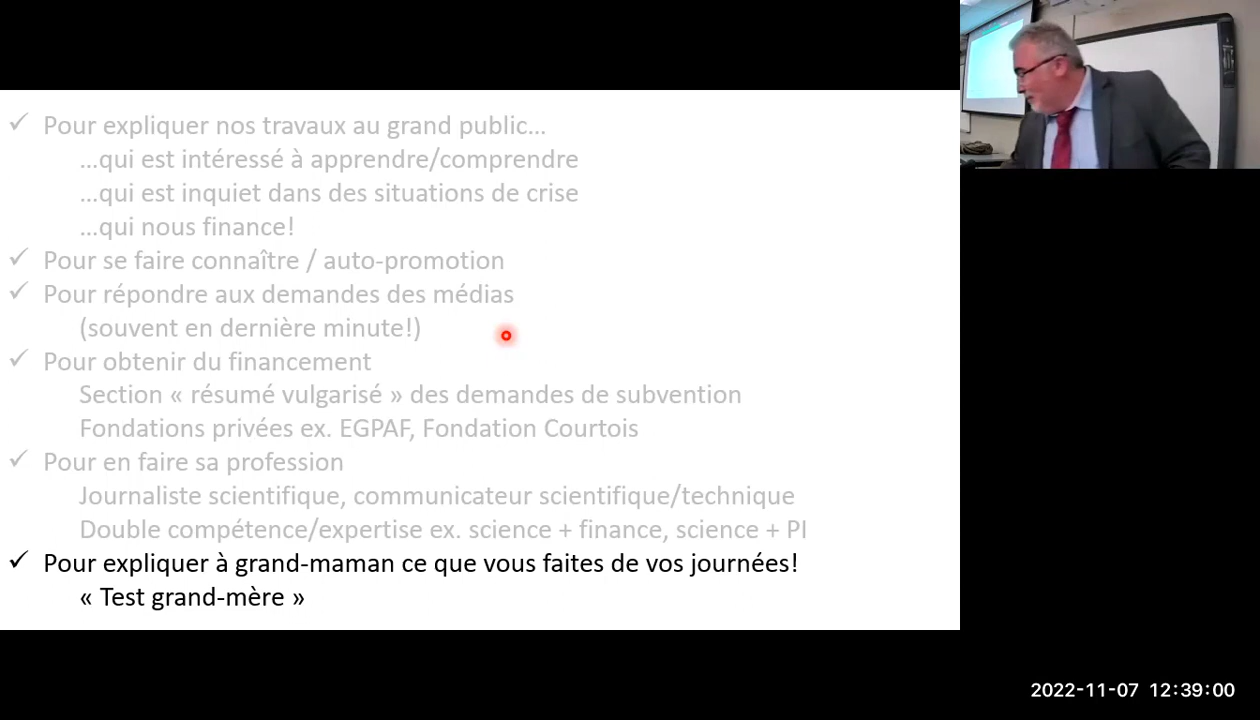 ✓ Pour expliquer nos travaux au grand public...
...qui est intéressé à apprendre/comprendre
...qui est inquiet dans des situations de crise
...qui nous finance!
✓ Pour se faire connaître / auto-promotion
✓ Pour répondre aux demandes des médias
(souvent en dernière minute!)
✓ Pour obtenir du financement
Section « résumé vulgarisé » des demandes de subvention
Fondations privées ex. EGPAF, Fondation Courtois
✓ Pour en faire sa profession
Journaliste scientifique, communicateur scientifique/technique
Double compétence/expertise ex. science + finance, science + PI
✓ Pour expliquer à grand-maman ce que vous faites de vos journées!
« Test grand-mère »
2022-11-07 12:39:00